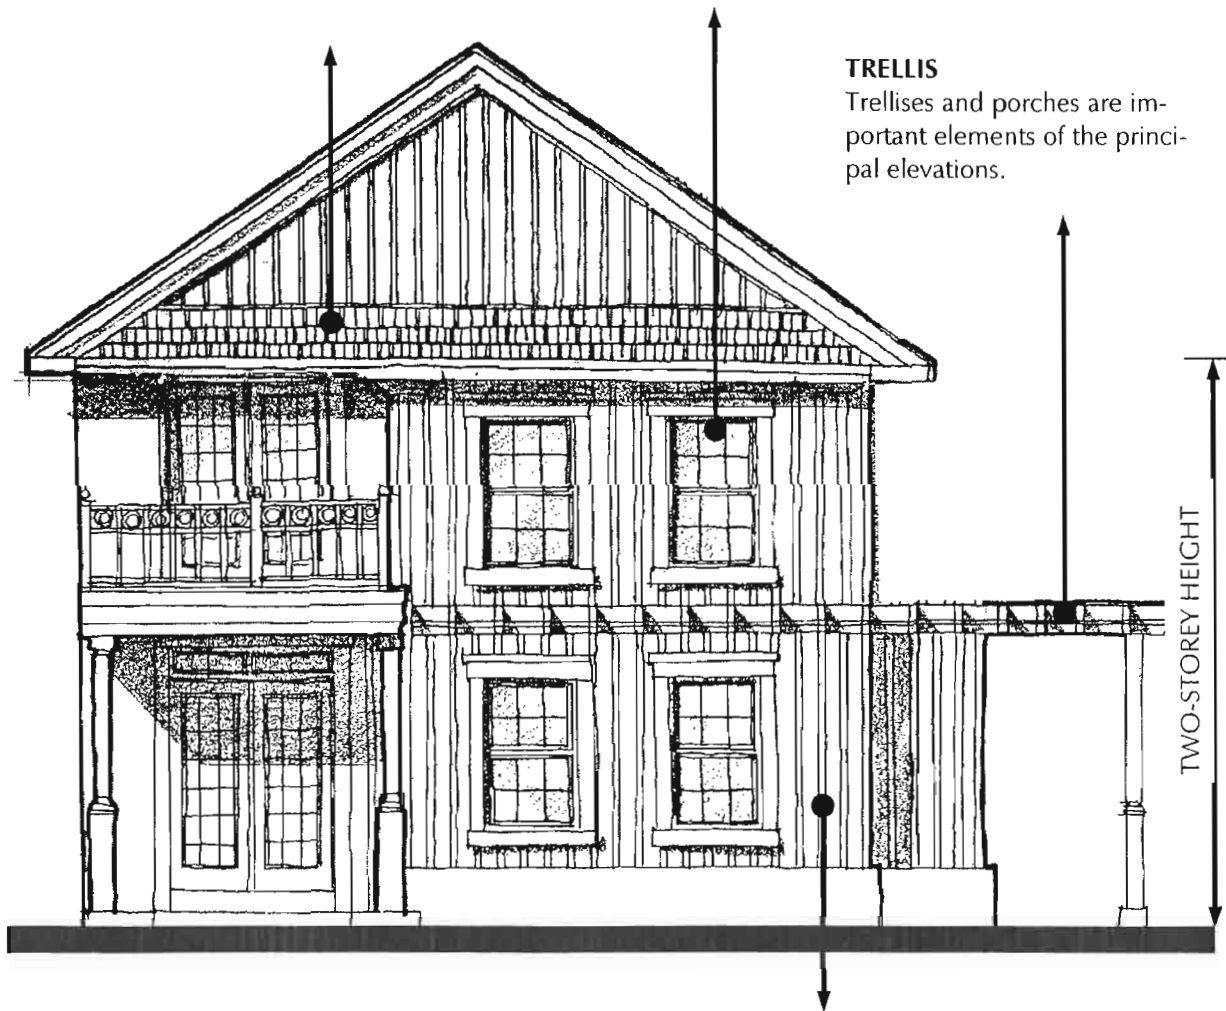 TRELLIS
Trellises and porches are im-
portant elements of the princi-
pal elevations.
TWO-STOREY HEIGHT